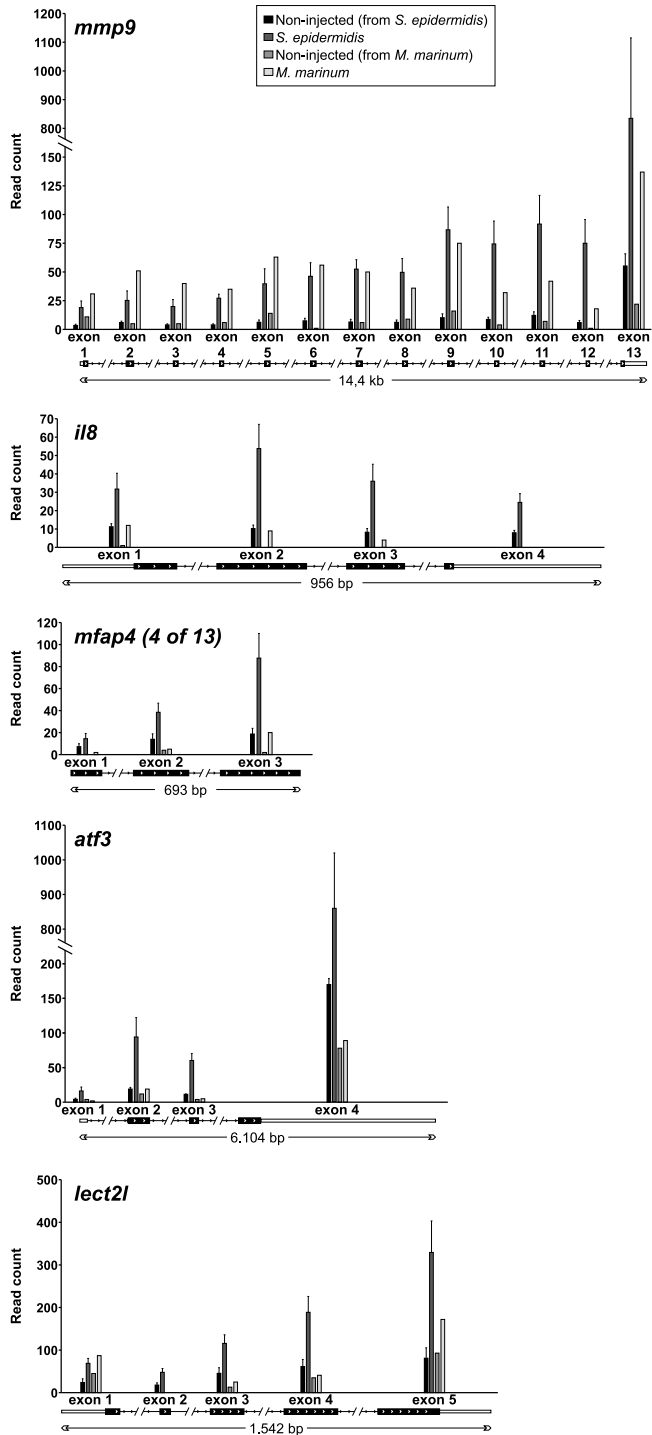 mmp9
Non-injected (from S. epidermidis)
S. epidermidis
Non-injected (from M. marinum)
M. marinum
Read count
1200
1100
1000
900
800
150
125
100
75
50
25
0
exon exon exon exon exon exon exon exon exon exon exon exon exon
1 2 3 4 5 6 7 8 9 10 11 12 13
14,4 kb
il8
Read count
70
60
50
40
30
20
10
0
exon 1 exon 2 exon 3 exon 4
956 bp
mfap4 (4 of 13)
Read count
120
100
80
60
40
20
0
exon 1 exon 2 exon 3
693 bp
atf3
Read count
1100
1000
900
800
200
150
100
50
0
exon 1 exon 2 exon 3 exon 4
6.104 bp
lect2l
Read count
500
400
300
200
100
0
exon 1 exon 2 exon 3 exon 4 exon 5
1.542 bp